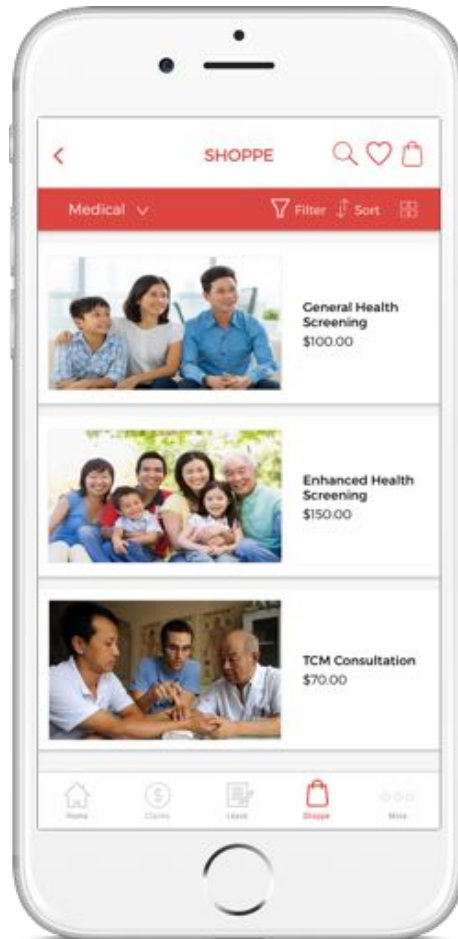 SHOPPE
Medical
Filter
Sort
General Health
Screening
$100.00
Enhanced Health
Screening
$150.00
TCM Consultation
$70.00
Home
Claims
Leave
Shoppe
More